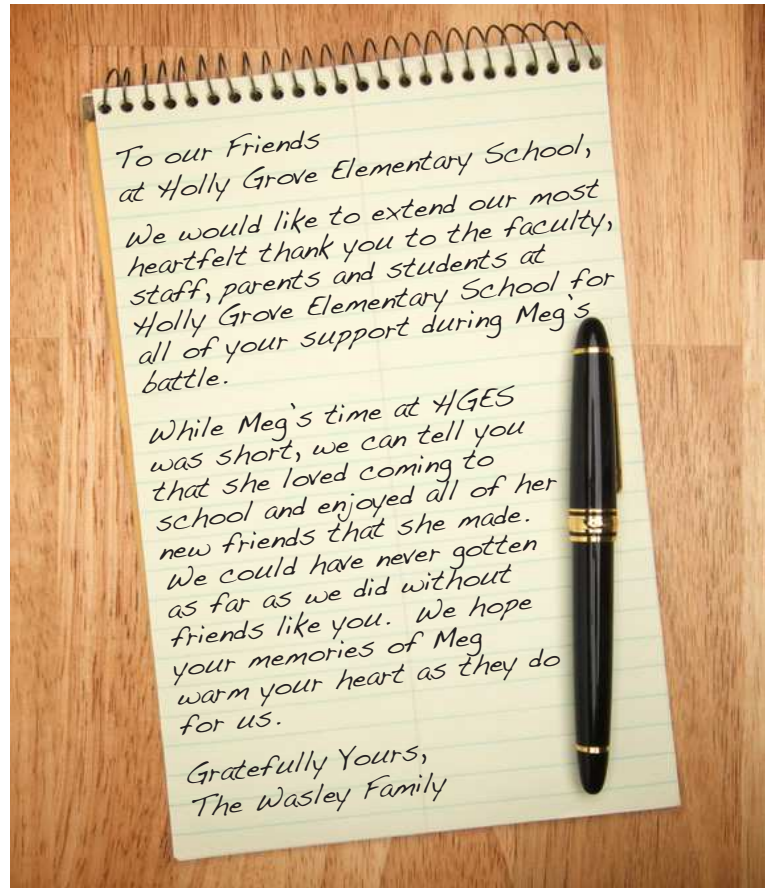 To our Friends
at Holly Grove Elementary School,
We would like to extend our most
heartfelt thank you to the faculty,
staff, parents and students at
Holly Grove Elementary School for
all of your support during Meg's
battle.
While Meg's time at HGES
was short, we can tell you
that she loved coming to
school and enjoyed all of her
new friends that she made.
We could have never gotten
as far as we did without
friends like you. We hope
your memories of Meg
warm your heart as they do
for us.
Gratefully Yours,
The Wasley Family